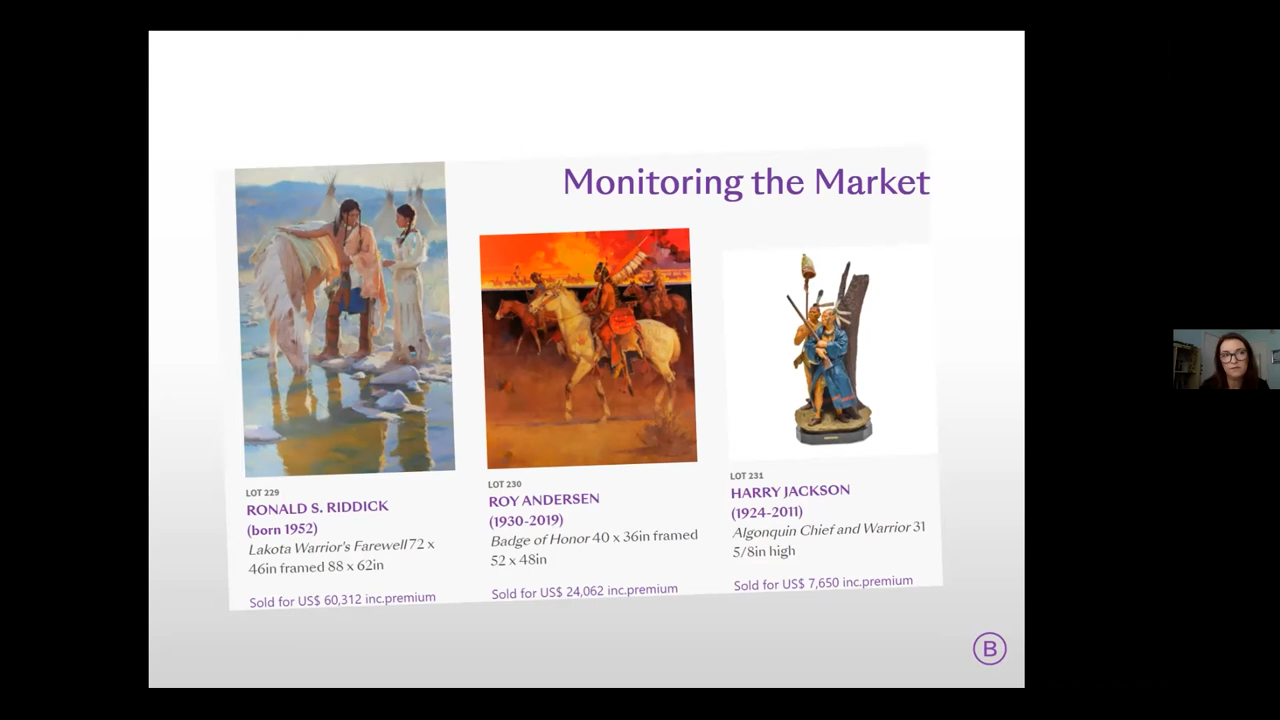 Monitoring the Market
LOT 229
RONALD S. RIDDICK
(born 1952)
Lakota Warrior's Farewell 72 x
46in framed 88 x 62in
Sold for US$ 60,312 inc.premium
LOT 230
ROY ANDERSEN
(1930-2019)
Badge of Honor 40 x 36in framed
52 x 48in
Sold for US$ 24,062 inc.premium
LOT 231
HARRY JACKSON
(1924-2011)
Algonquin Chief and Warrior 31
5/8in high
Sold for US$ 7,650 inc.premium
B